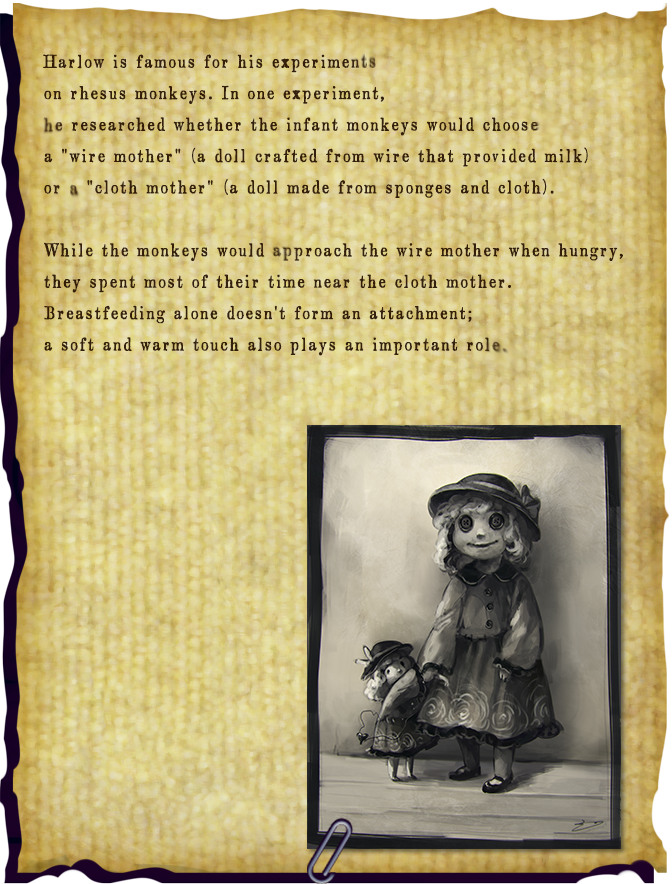 Harlow is famous for his experiments
on rhesus monkeys. In one experiment,
he researched whether the infant monkeys would choose
a "wire mother" (a doll crafted from wire that provided milk)
or a "cloth mother" (a doll made from sponges and cloth).
While the monkeys would approach the wire mother when hungry,
they spent most of their time near the cloth mother.
Breastfeeding alone doesn't form an attachment;
a soft and warm touch also plays an important role.